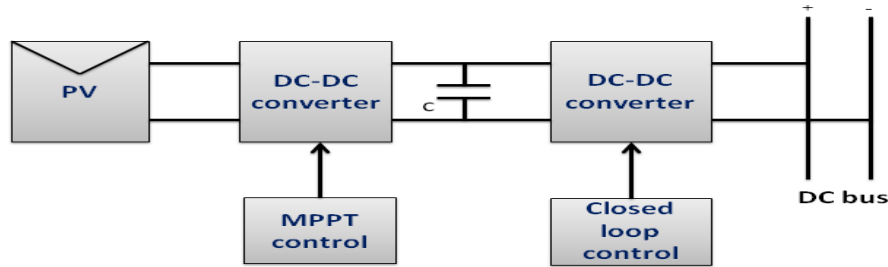 + -
PV
DC-DC
converter
C
DC-DC
converter
DC bus
MPPT
control
Closed
loop
control